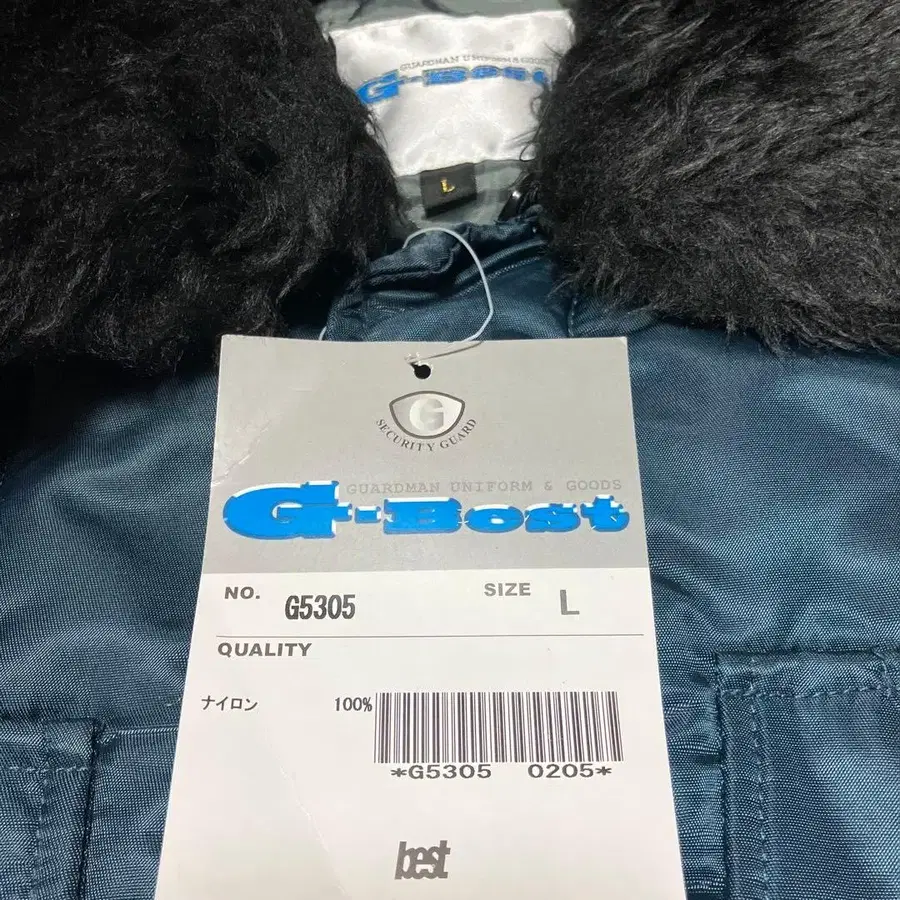 GUARDMAN UNIFORM & GOODS
G-Best
L
G
SECURITY GUARD
GUARDMAN UNIFORM & GOODS
G-Best
NO. G5305 SIZE L
QUALITY
ナイロン 100%
*G5305 0205*
best